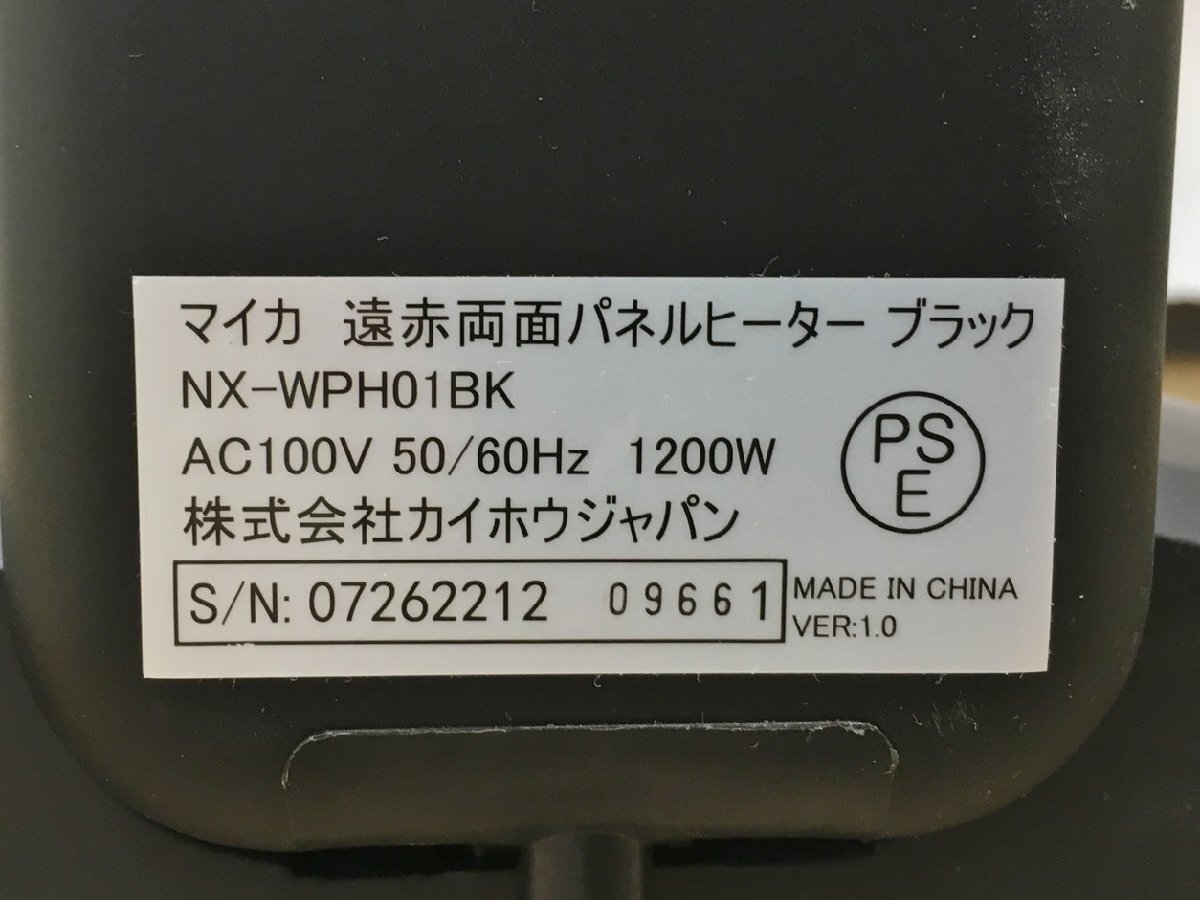 マイカ 遠赤両面パネルヒーター ブラック
NX-WPH01BK
AC100V 50/60Hz 1200W
株式会社カイホウジャパン
PS
E
S/N: 07262212 09661
MADE IN CHINA
VER:1.0